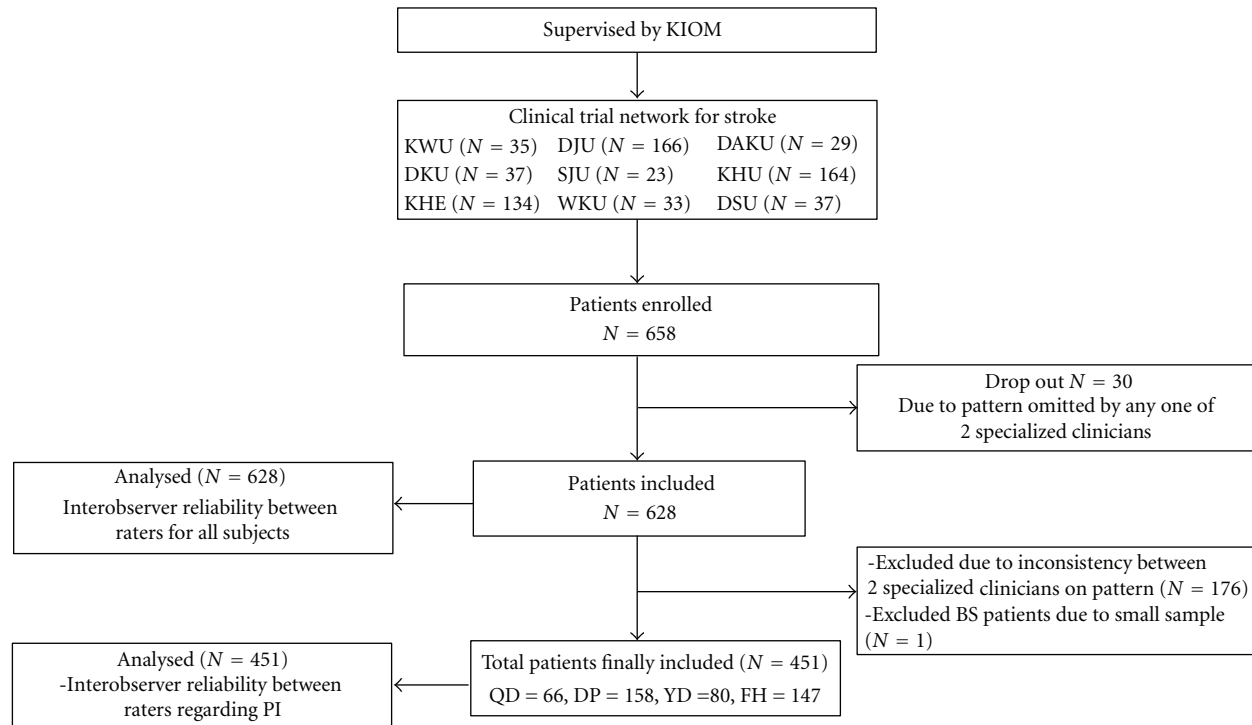 Supervised by KIOM
Clinical trial network for stroke
KWU (N = 35) DJU (N = 166) DAKU (N = 29)
DKU (N = 37) SJU (N = 23) KHU (N = 164)
KHE (N = 134) WKU (N = 33) DSU (N = 37)
Patients enrolled
N = 658
Drop out N = 30
Due to pattern omitted by any one of
2 specialized clinicians
Analysed (N = 628)
Interobserver reliability between
raters for all subjects
Patients included
N = 628
-Excluded due to inconsistency between
2 specialized clinicians on pattern (N = 176)
-Excluded BS patients due to small sample
(N = 1)
Analysed (N = 451)
-Interobserver reliability between
raters regarding PI
Total patients finally included (N = 451)
QD = 66, DP = 158, YD =80, FH = 147